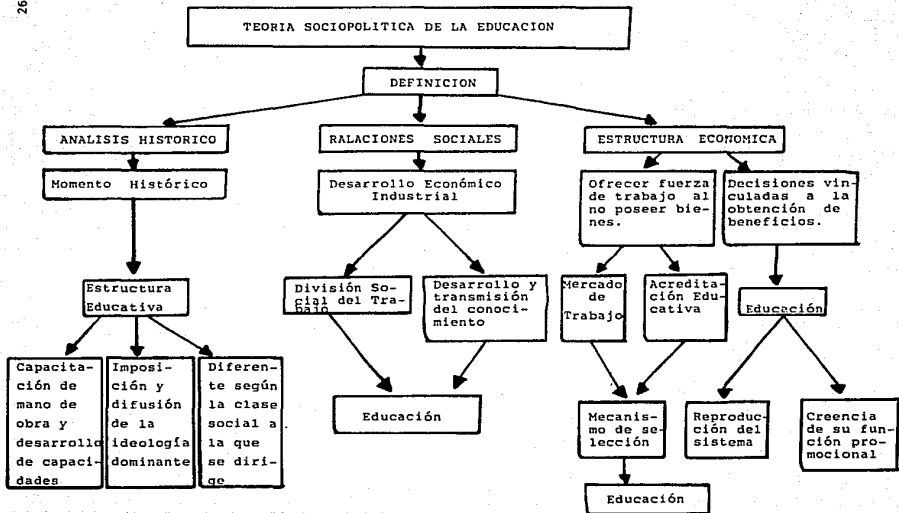 26
TEORIA SOCIOPOLITICA DE LA EDUCACION
DEFINICION
ANALISIS HISTORICO
RALACIONES SOCIALES
ESTRUCTURA ECONOMICA
Momento Histórico
Desarrollo Económico
Industrial
Ofrecer fuerza
de trabajo al
no poseer bie-
nes.
Decisiones vin-
culadas a la
obtención de
beneficios.
Estructura
Educativa
División So-
cial del Tra-
bajo
Desarrollo y
transmisión
del conoci-
miento
Mercado
de
Trabajo
Acredita-
ción Edu-
cativa
Educación
Capacita-
ción de
mano de
obra y
desarrollo
de capaci-
dades
Imposi-
ción y
difusión
de la
ideología
dominante
Diferen-
te según
la clase
social a
la que
se diri-
ge
Educación
Mecanis-
mo de se-
lección
Reproduc-
ción del
sistema
Creencia
de su fun-
ción pro-
mocional
Educación